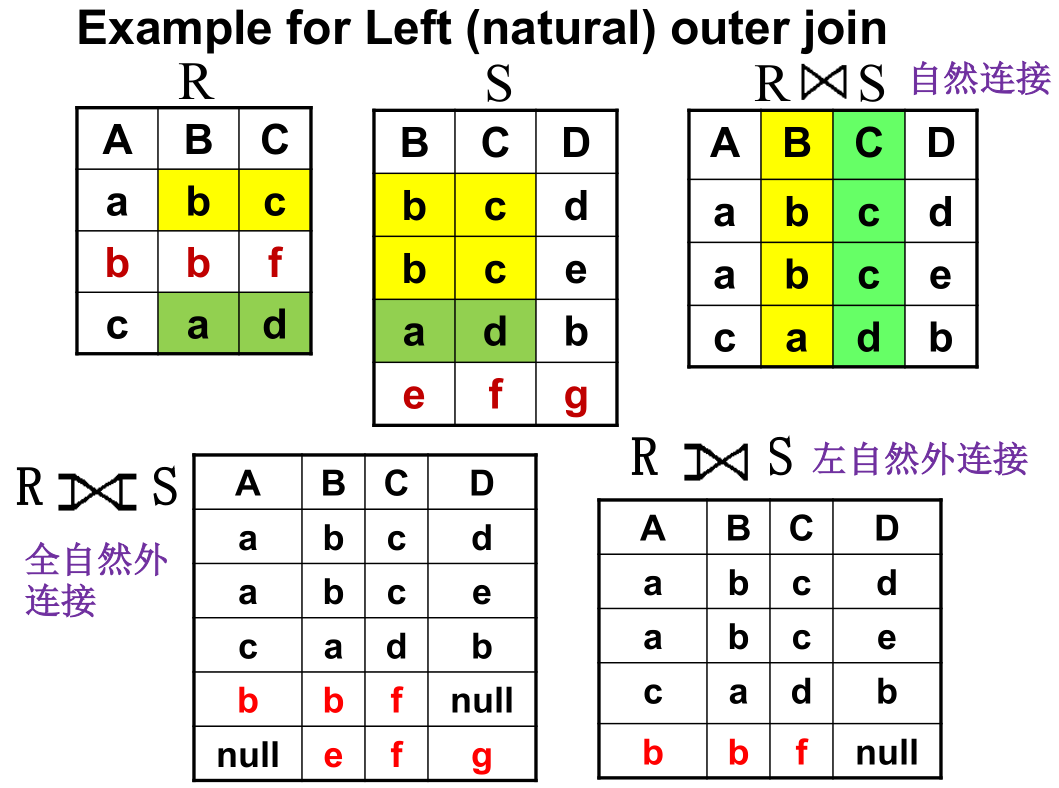 Example for Left (natural) outer join
R
A B C
a b c
b b f
c a d
S
B C D
b c d
b c e
a d b
e f g
R ⋈ S 自然连接
A B C D
a b c d
a b c e
c a d b
R ⟗ S
全自然外
连接
A B C D
a b c d
a b c e
c a d b
b b f null
null e f g
R ⟕ S 左自然外连接
A B C D
a b c d
a b c e
c a d b
b b f null